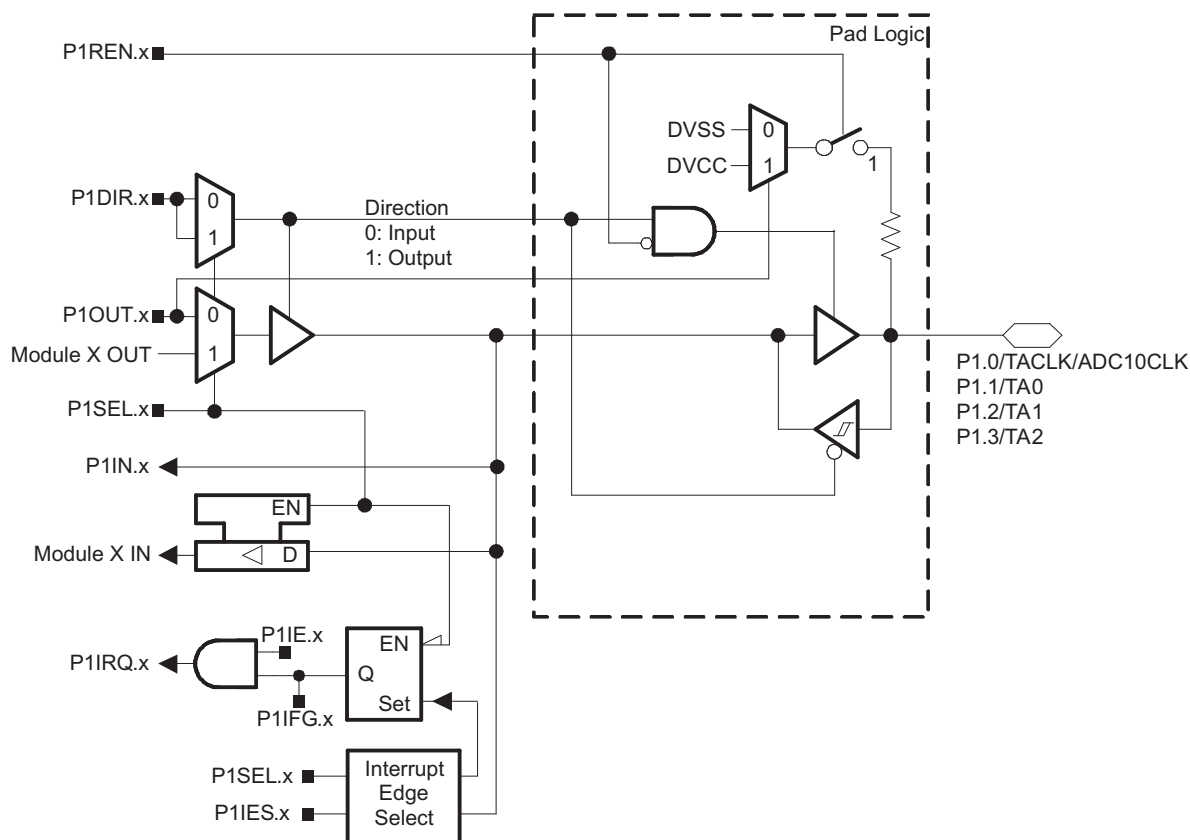 Pad Logic
P1REN.x
DVSS
0
DVCC
1
1
P1DIR.x
0
1
Direction
0: Input
1: Output
P1OUT.x
0
Module X OUT
1
P1.0/TACLK/ADC10CLK
P1.1/TA0
P1.2/TA1
P1.3/TA2
P1SEL.x
P1IN.x
EN
Module X IN
D
P1IE.x
P1IRQ.x
EN
Q
Set
P1IFG.x
P1SEL.x
P1IES.x
Interrupt
Edge
Select